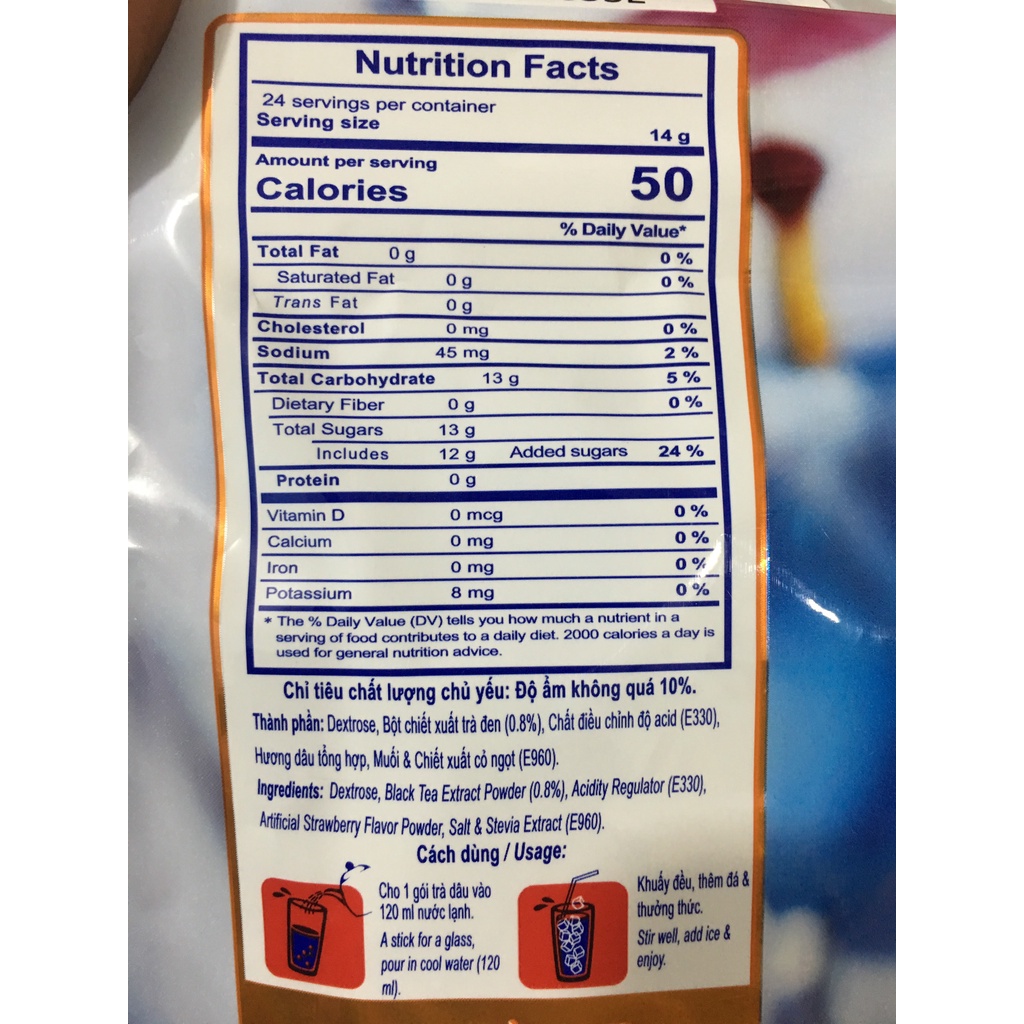 Nutrition Facts
24 servings per container
Serving size 14 g
Amount per serving
Calories 50
% Daily Value*
Total Fat 0 g 0 %
Saturated Fat 0 g 0 %
Trans Fat 0 g
Cholesterol 0 mg 0 %
Sodium 45 mg 2 %
Total Carbohydrate 13 g 5 %
Dietary Fiber 0 g 0 %
Total Sugars 13 g
Includes 12 g Added sugars 24 %
Protein 0 g
Vitamin D 0 mcg 0 %
Calcium 0 mg 0 %
Iron 0 mg 0 %
Potassium 8 mg 0 %
* The % Daily Value (DV) tells you how much a nutrient in a
serving of food contributes to a daily diet. 2000 calories a day is
used for general nutrition advice.
Chỉ tiêu chất lượng chủ yếu: Độ ẩm không quá 10%.
Thành phần: Dextrose, Bột chiết xuất trà đen (0.8%), Chất điều chỉnh độ acid (E330),
Hương dâu tổng hợp, Muối & Chiết xuất cỏ ngọt (E960).
Ingredients: Dextrose, Black Tea Extract Powder (0.8%), Acidity Regulator (E330),
Artificial Strawberry Flavor Powder, Salt & Stevia Extract (E960).
Cách dùng / Usage:
Cho 1 gói trà dâu vào
120 ml nước lạnh.
A stick for a glass,
pour in cool water (120
ml).
Khuấy đều, thêm đá &
thưởng thức.
Stir well, add ice &
enjoy.